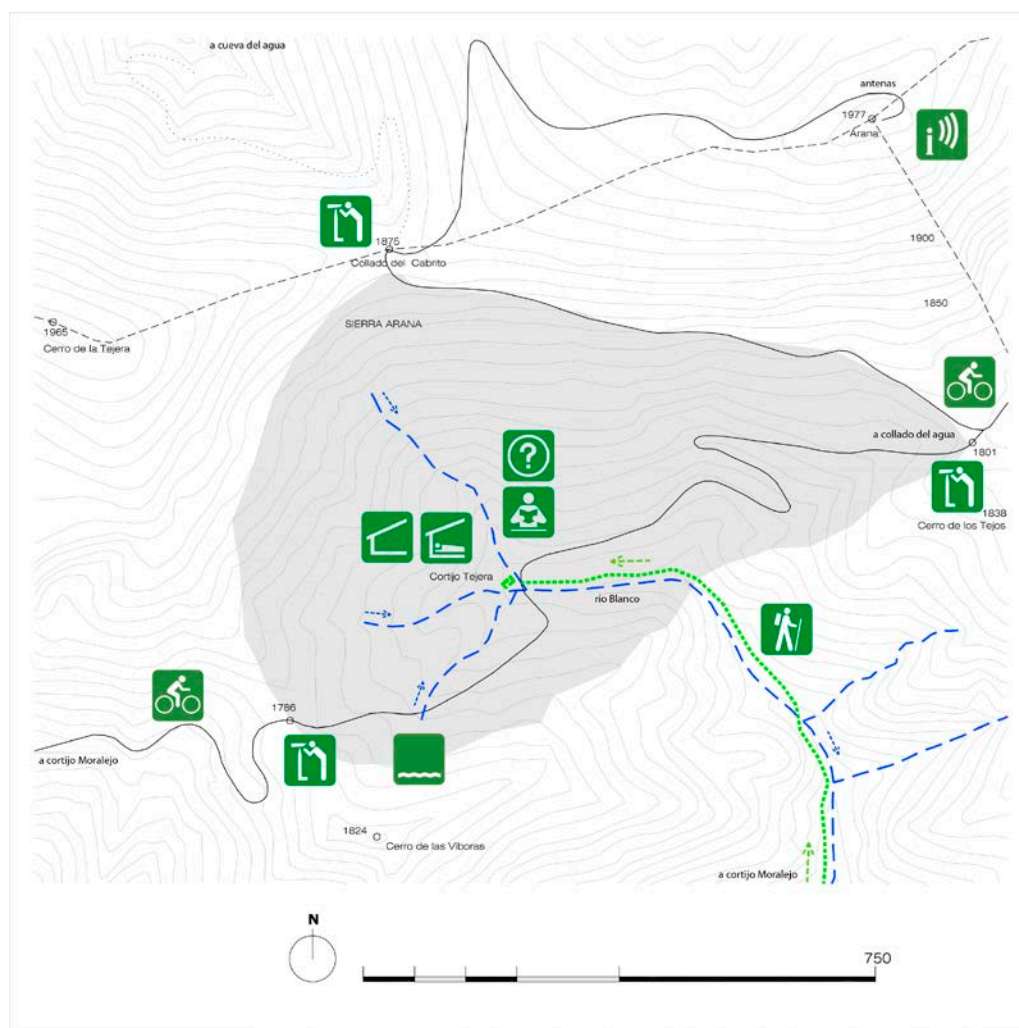 a cueva del agua
antenas
1977
Arana
i
1875
Collado del Cabrito
1900
1850
1965
Cerro de la Tejera
SIERRA ARANA
a collado del agua
1801
?
1838
Cerro de los Tejos
Cortijo Tejera
río Blanco
1786
a cortijo Moralejo
1824
Cerro de las Víboras
a cortijo Moralejo
N
750